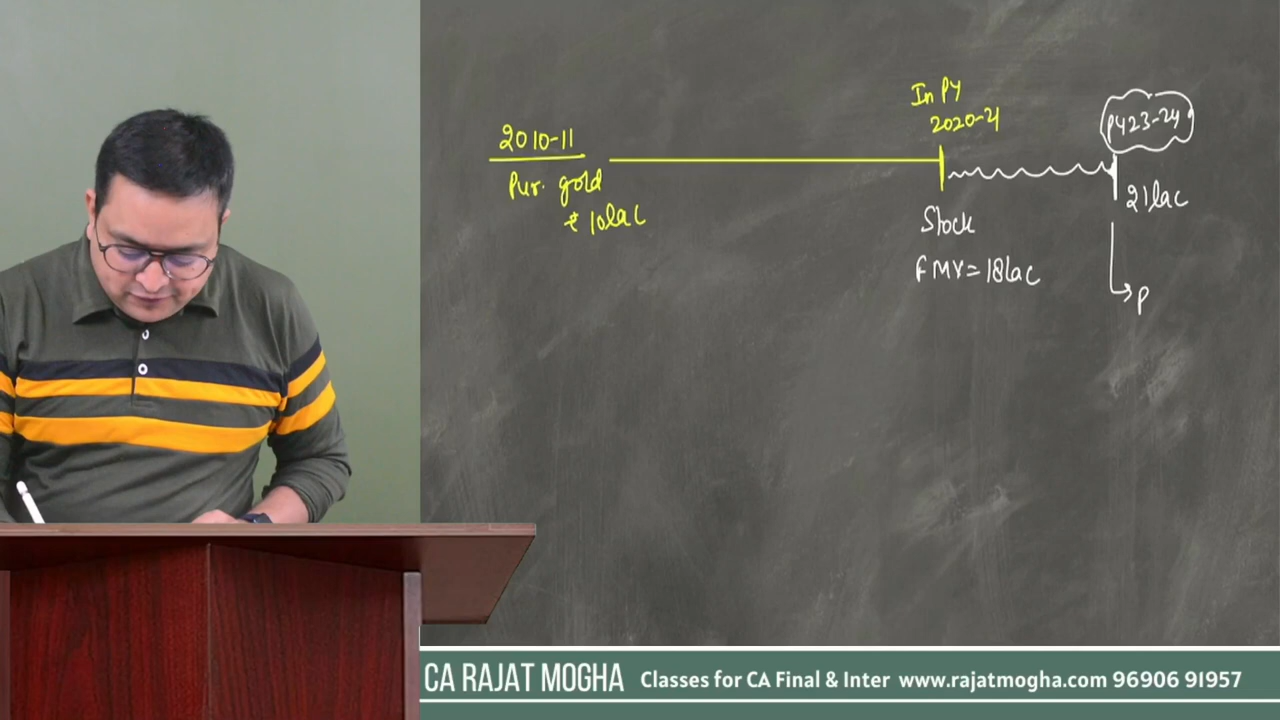 2010-11
Pur. gold
₹ 10lac
In PY
2020-21
Stock
FMV = 18lac
PY23-24
21lac
P
CA RAJAT MOGHA Classes for CA Final & Inter www.rajatmogha.com 96906 91957